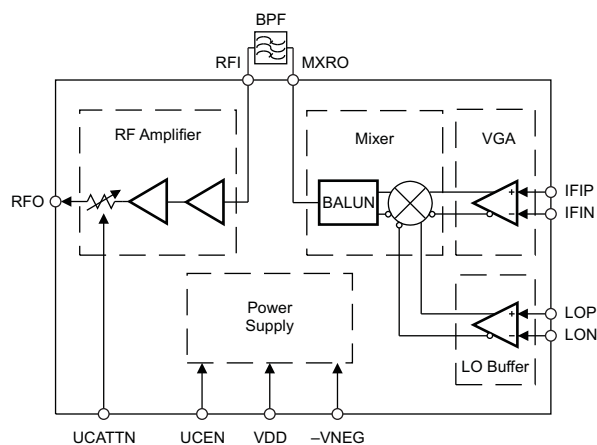 BPF
RFI
MXRO
RF Amplifier
Mixer
VGA
RFO
BALUN
+
−
IFIP
IFIN
Power
Supply
+
−
LOP
LON
LO Buffer
UCATTN
UCEN
VDD
–VNEG